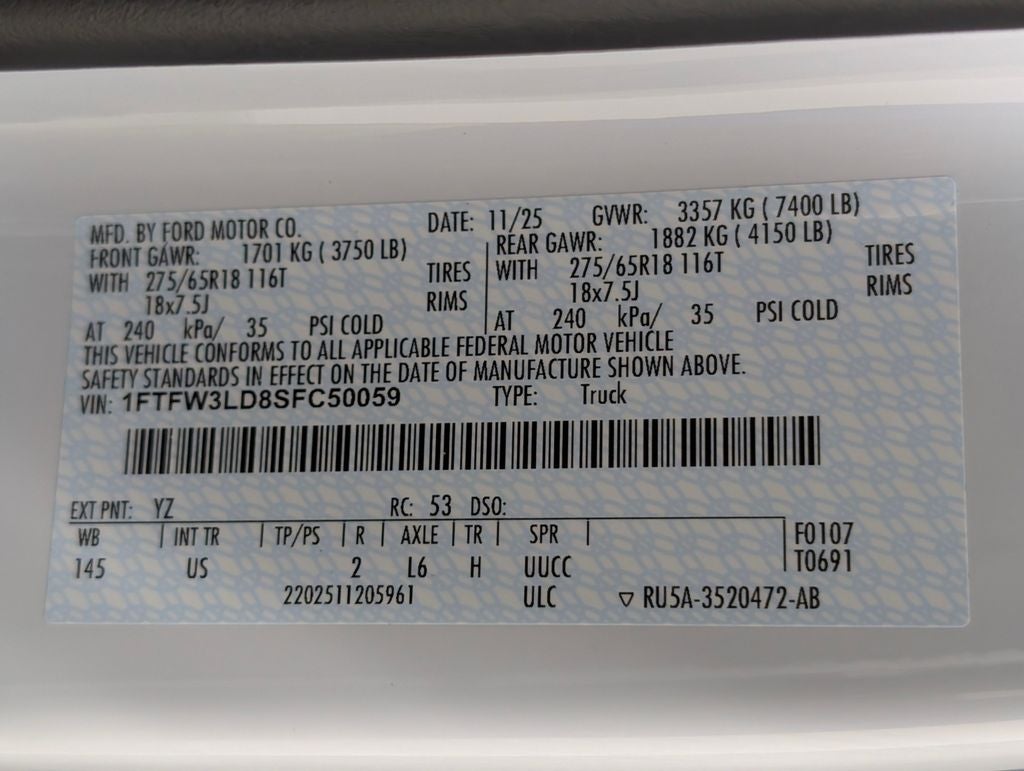 MFD. BY FORD MOTOR CO. DATE: 11/25 GVWR: 3357 KG ( 7400 LB)
FRONT GAWR: 1701 KG ( 3750 LB) REAR GAWR: 1882 KG ( 4150 LB)
WITH 275/65R18 116T TIRES WITH 275/65R18 116T TIRES
18x7.5J RIMS 18x7.5J RIMS
AT 240 kPa/ 35 PSI COLD AT 240 kPa/ 35 PSI COLD
THIS VEHICLE CONFORMS TO ALL APPLICABLE FEDERAL MOTOR VEHICLE
SAFETY STANDARDS IN EFFECT ON THE DATE OF MANUFACTURE SHOWN ABOVE.
VIN: 1FTFW3LD8SFC50059 TYPE: Truck
EXT PNT: YZ RC: 53 DSO:
WB INT TR TP/PS R AXLE TR SPR F0107
145 US 2 L6 H UUCC T0691
2202511205961 ULC ▽ RU5A-3520472-AB